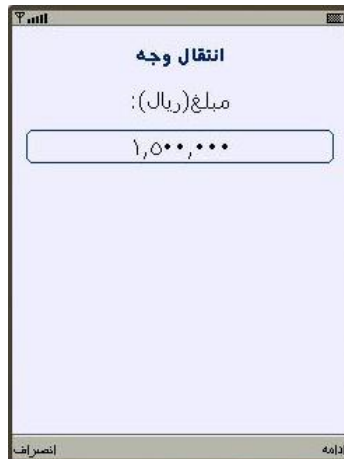 انتقال وجه
مبلغ(ریال):
۱,۵۰۰,۰۰۰
ادامه
انصراف